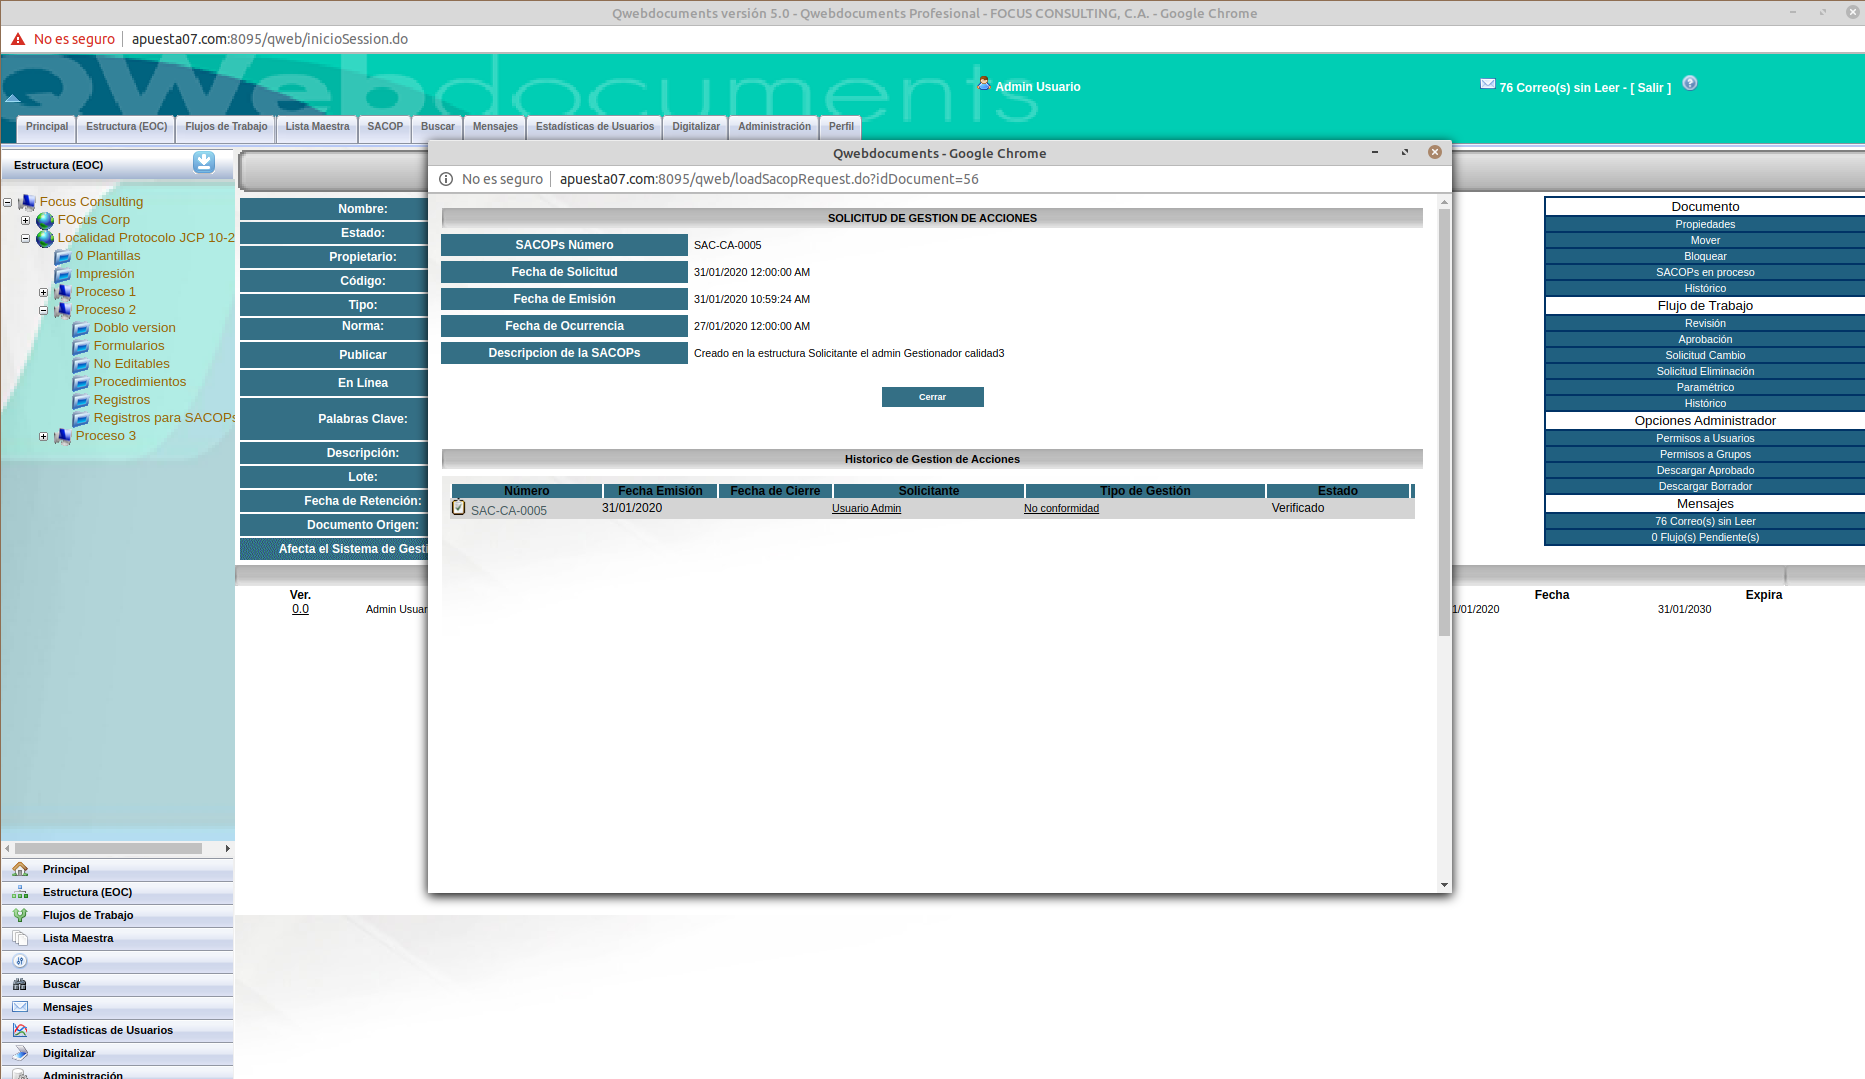 Qwebdocuments versión 5.0 - Qwebdocuments Profesional - FOCUS CONSULTING, C.A. - Google Chrome
No es seguro apuesta07.com:8095/qweb/inicioSession.do
QWebdocuments
Admin Usuario
76 Correo(s) sin Leer - [ Salir ]
Principal Estructura (EOC) Flujos de Trabajo Lista Maestra SACOP Buscar Mensajes Estadísticas de Usuarios Digitalizar Administración Perfil
Estructura (EOC)
Focus Consulting
FOcus Corp
Localidad Protocolo JCP 10-2
0 Plantillas
Impresión
Proceso 1
Proceso 2
Doblo version
Formularios
No Editables
Procedimientos
Registros
Registros para SACOPs
Proceso 3
Principal
Estructura (EOC)
Flujos de Trabajo
Lista Maestra
SACOP
Buscar
Mensajes
Estadísticas de Usuarios
Digitalizar
Administración
Nombre:
Estado:
Propietario:
Código:
Tipo:
Norma:
Publicar
En Línea
Palabras Clave:
Descripción:
Lote:
Fecha de Retención:
Documento Origen:
Afecta el Sistema de Gesti
Ver.
0.0 Admin Usuar
Qwebdocuments - Google Chrome
No es seguro apuesta07.com:8095/qweb/loadSacopRequest.do?idDocument=56
SOLICITUD DE GESTION DE ACCIONES
SACOPs Número SAC-CA-0005
Fecha de Solicitud 31/01/2020 12:00:00 AM
Fecha de Emisión 31/01/2020 10:59:24 AM
Fecha de Ocurrencia 27/01/2020 12:00:00 AM
Descripcion de la SACOPs Creado en la estructura Solicitante el admin Gestionador calidad3
Cerrar
Historico de Gestion de Acciones
Número Fecha Emisión Fecha de Cierre Solicitante Tipo de Gestión Estado
SAC-CA-0005 31/01/2020 Usuario Admin No conformidad Verificado
Documento
Propiedades
Mover
Bloquear
SACOPs en proceso
Histórico
Flujo de Trabajo
Revisión
Aprobación
Solicitud Cambio
Solicitud Eliminación
Paramétrico
Histórico
Opciones Administrador
Permisos a Usuarios
Permisos a Grupos
Descargar Aprobado
Descargar Borrador
Mensajes
76 Correo(s) sin Leer
0 Flujo(s) Pendiente(s)
Fecha Expira
1/01/2020 31/01/2030